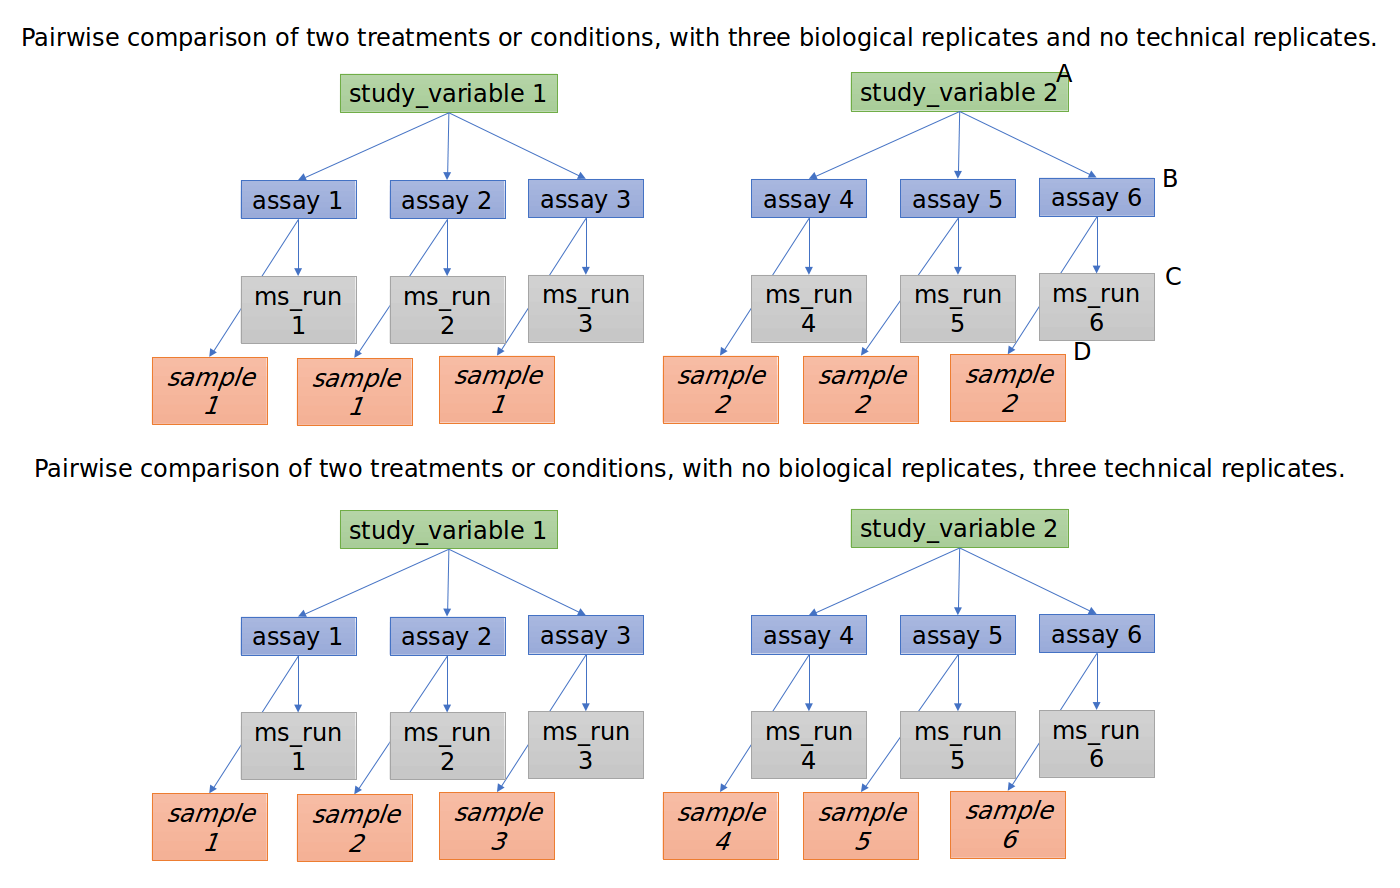 Pairwise comparison of two treatments or conditions, with three biological replicates and no technical replicates.
A
study_variable 1
study_variable 2
B
assay 1
assay 2
assay 3
assay 4
assay 5
assay 6
C
ms_run
1
ms_run
2
ms_run
3
ms_run
4
ms_run
5
ms_run
6
D
sample
1
sample
1
sample
1
sample
2
sample
2
sample
2
Pairwise comparison of two treatments or conditions, with no biological replicates, three technical replicates.
study_variable 1
study_variable 2
assay 1
assay 2
assay 3
assay 4
assay 5
assay 6
ms_run
1
ms_run
2
ms_run
3
ms_run
4
ms_run
5
ms_run
6
sample
1
sample
2
sample
3
sample
4
sample
5
sample
6